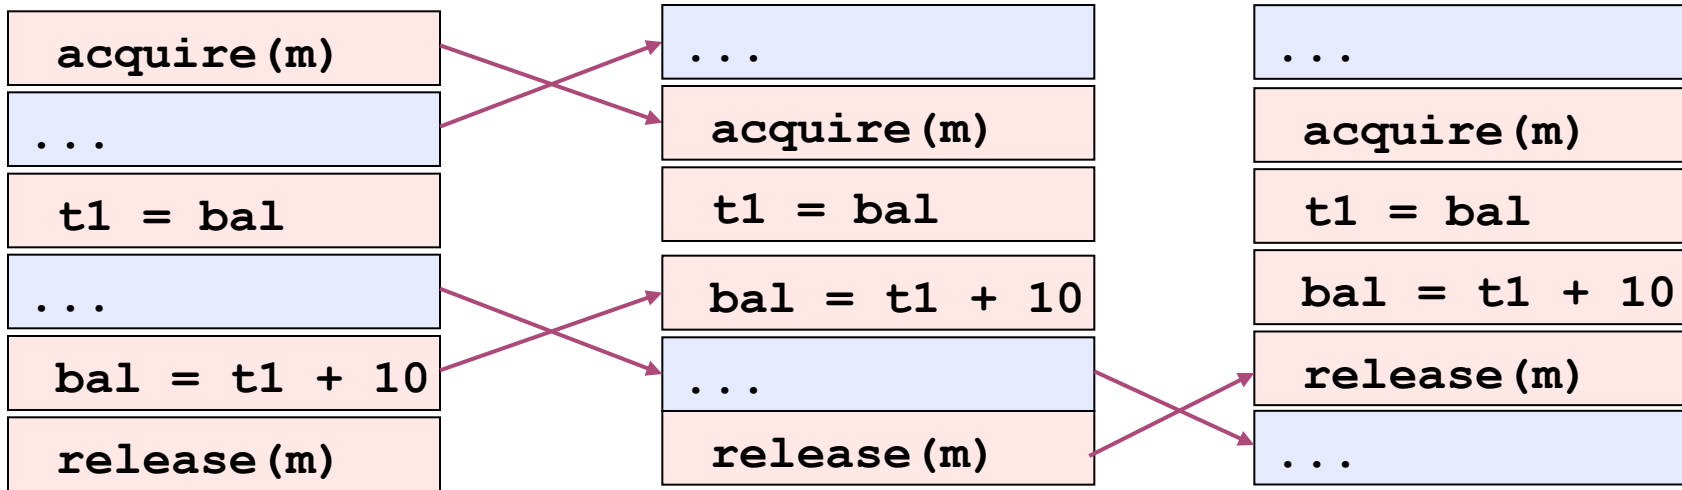 acquire(m)
...
t1 = bal
...
bal = t1 + 10
release(m)
...
acquire(m)
t1 = bal
bal = t1 + 10
...
release(m)
...
acquire(m)
t1 = bal
bal = t1 + 10
release(m)
...